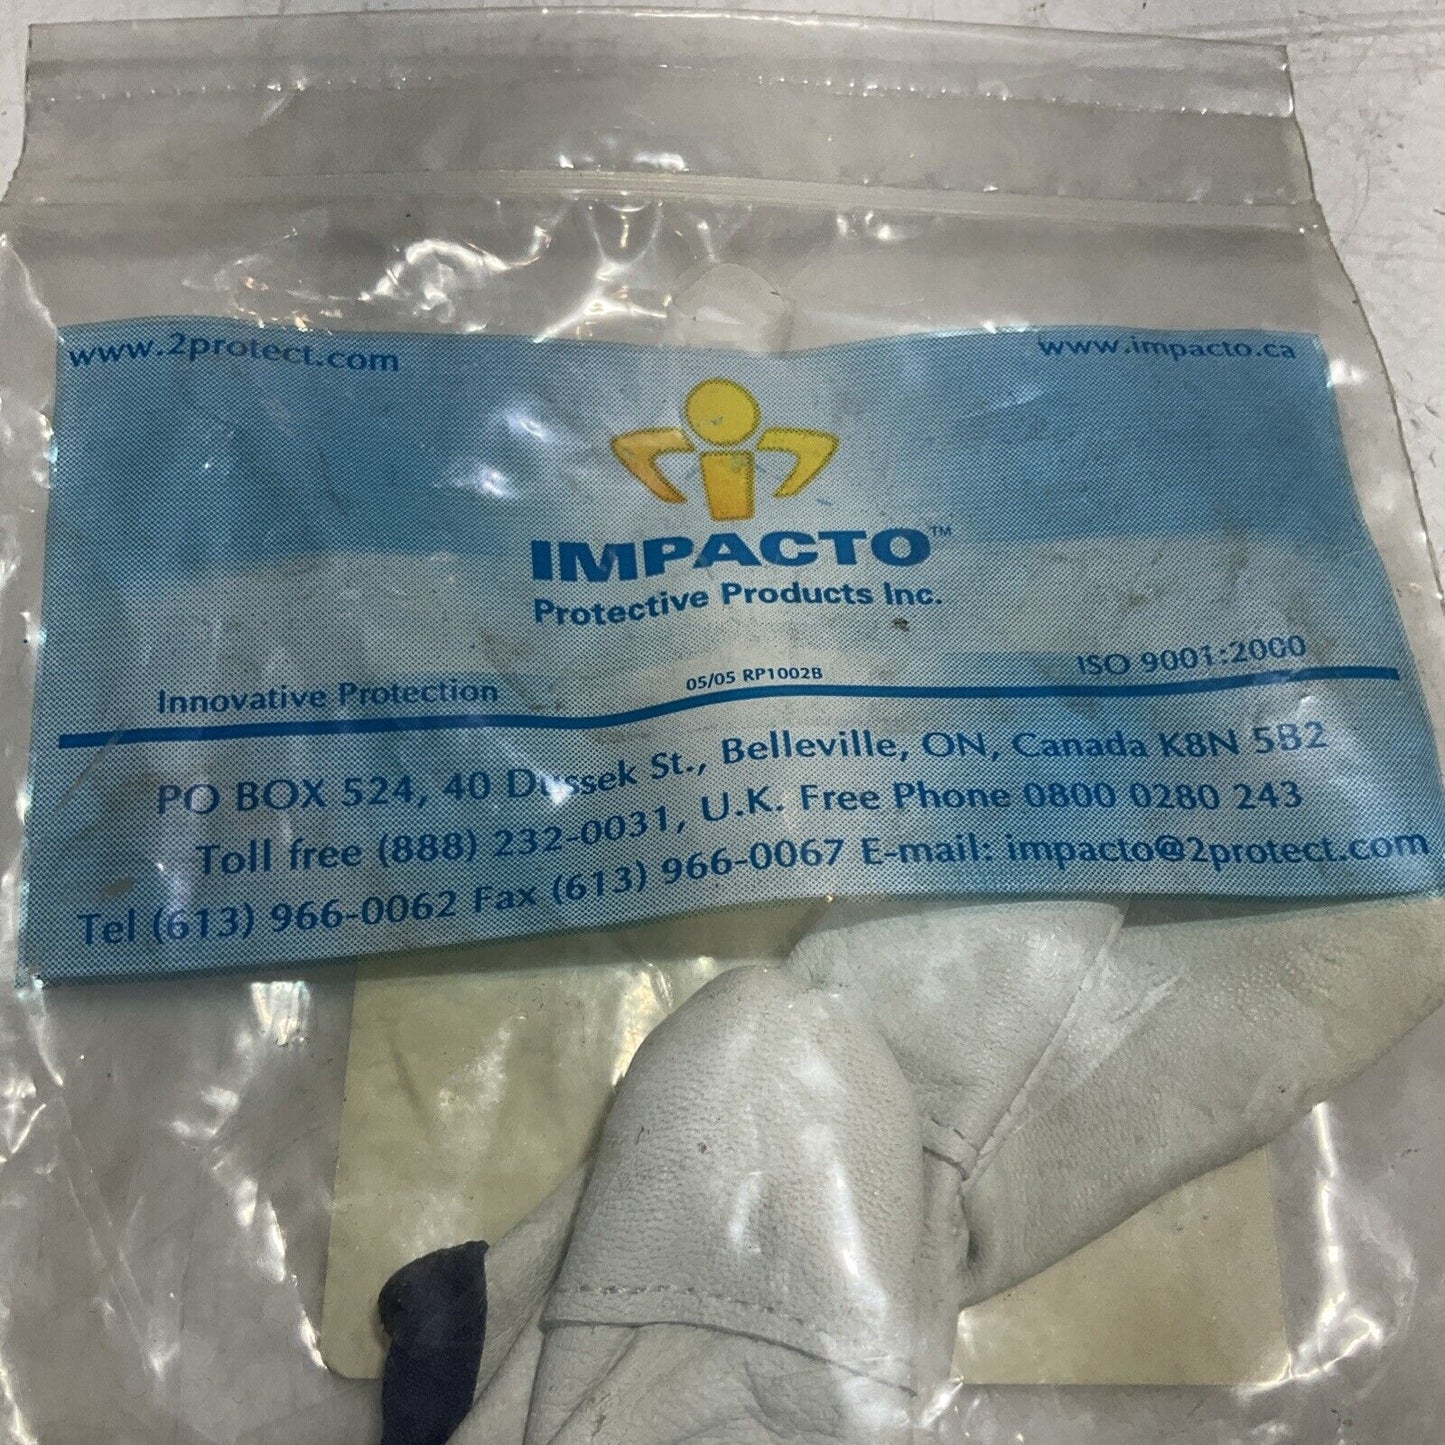 www.2protect.com
www.impacto.ca
IMPACTO™
Protective Products Inc.
Innovative Protection
05/05 RP1002B
ISO 9001:2000
PO BOX 524, 40 Dussek St., Belleville, ON, Canada K8N 5B2
Toll free (888) 232-0031, U.K. Free Phone 0800 0280 243
Tel (613) 966-0062 Fax (613) 966-0067 E-mail: impacto@2protect.com